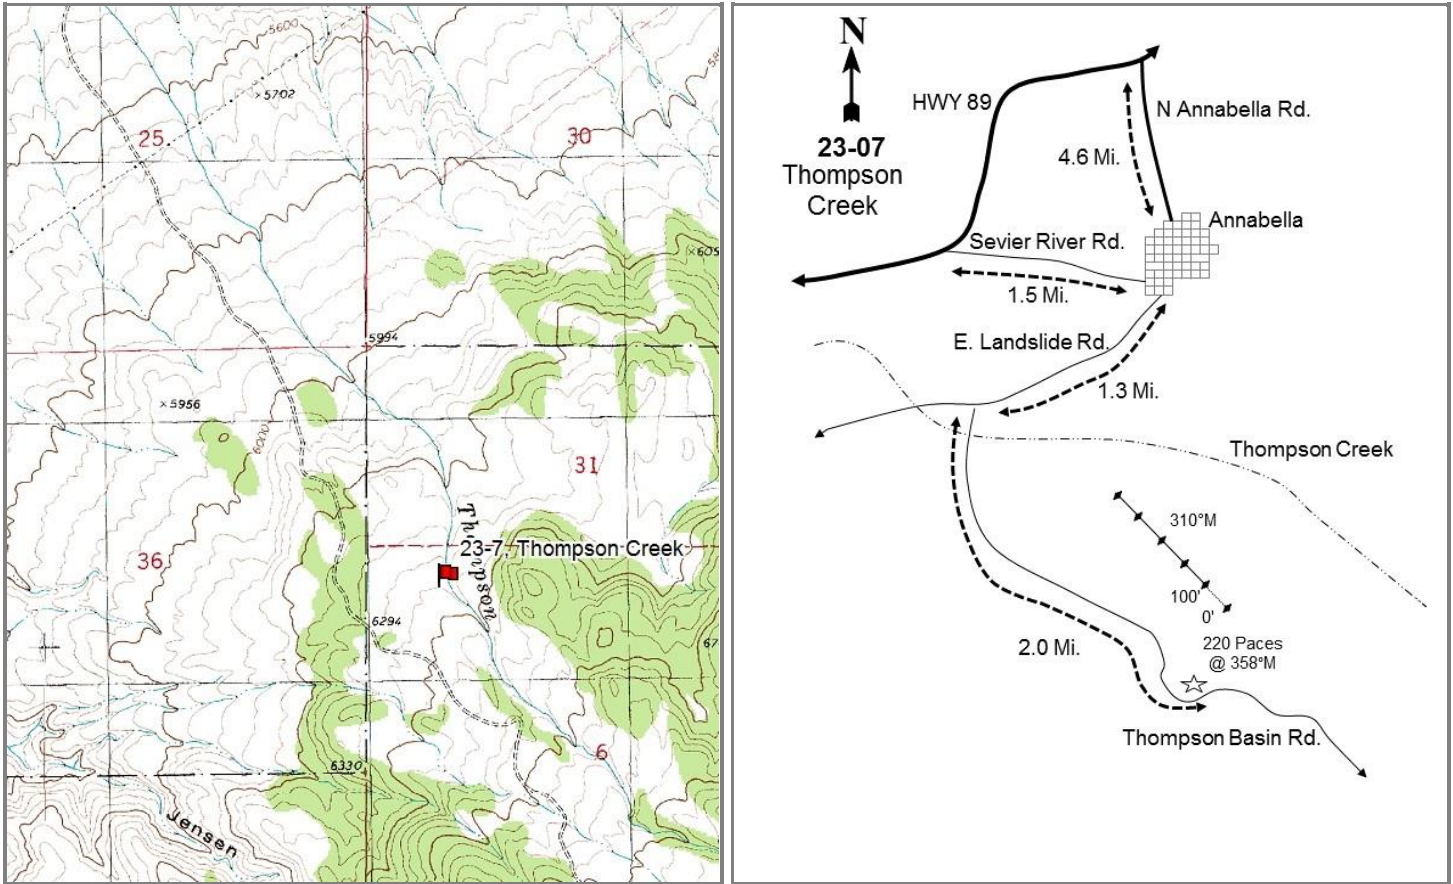 5600
5702
25
30
5994
5956
6000
31
Thompson
23-7, Thompson Creek
36
6294
6
6330
Jensen
N
HWY 89
N Annabella Rd.
23-07
Thompson
Creek
4.6 Mi.
Annabella
Sevier River Rd.
1.5 Mi.
E. Landslide Rd.
1.3 Mi.
Thompson Creek
310°M
100'
0'
2.0 Mi.
220 Paces
@ 358°M
Thompson Basin Rd.